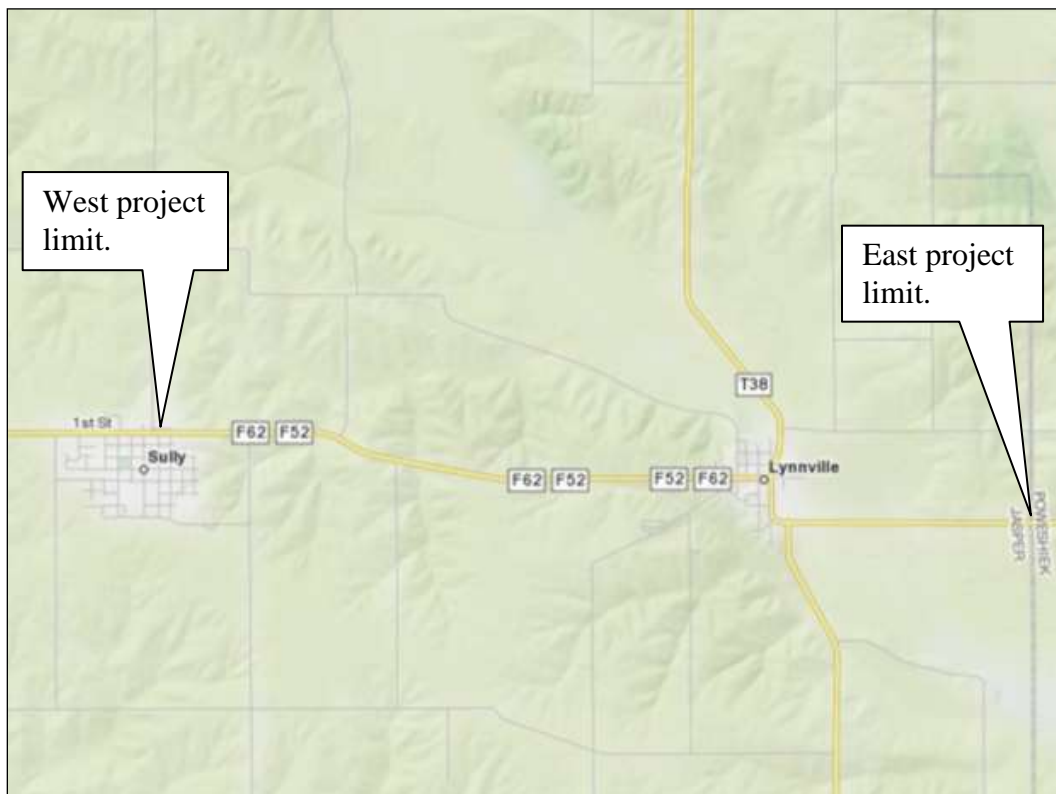 West project
limit.
East project
limit.
T38
1st St
F62 F52
Sully
F62 F52
F52 F62
Lynnville
POWESHIEK
JASPER